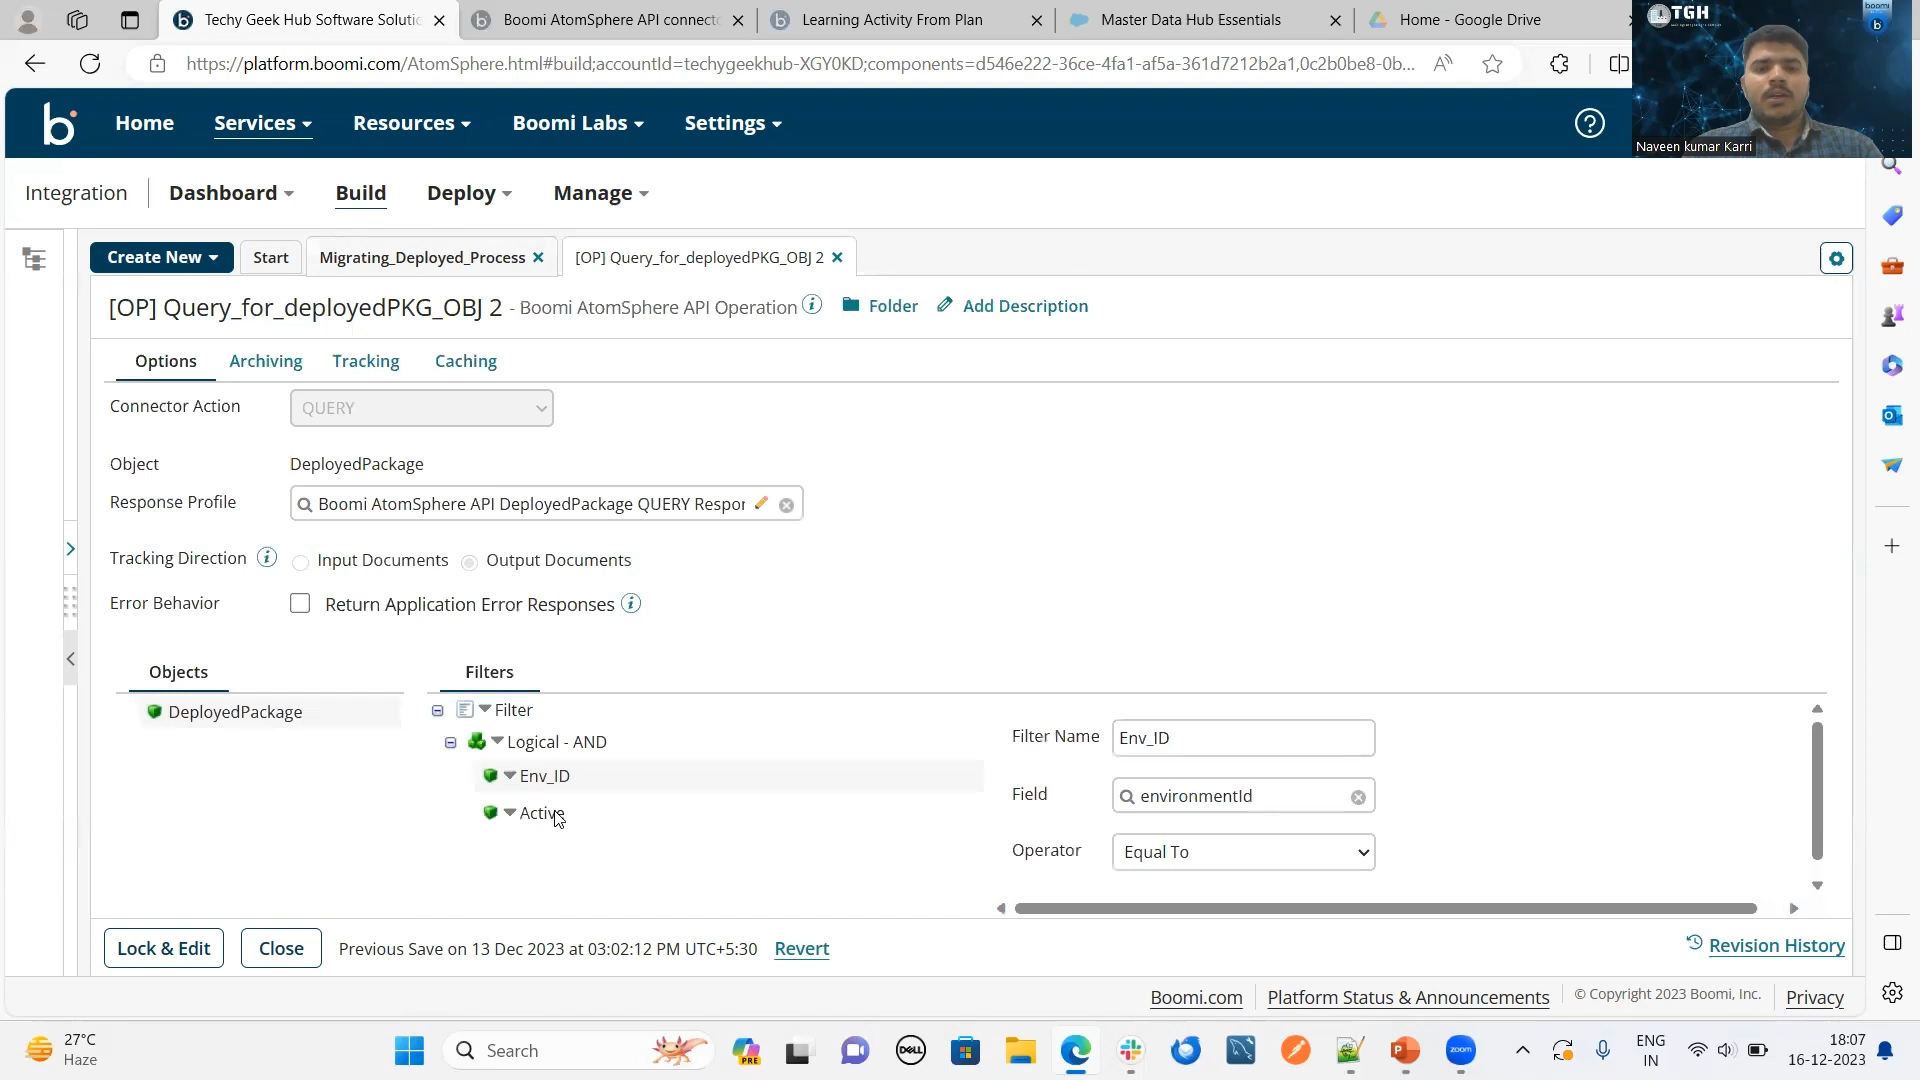 Techy Geek Hub Software Solutic
Boomi AtomSphere API connecto
Learning Activity From Plan
Master Data Hub Essentials
Home - Google Drive
https://platform.boomi.com/AtomSphere.html#build;accountId=techygeekhub-XGY0KD;components=d546e222-36ce-4fa1-af5a-361d7212b2a1,0c2b0be8-0b...
TGH
boomi
b
Naveen kumar Karri
b Home Services Resources Boomi Labs Settings
Integration Dashboard Build Deploy Manage
Create New Start Migrating_Deployed_Process [OP] Query_for_deployedPKG_OBJ 2
[OP] Query_for_deployedPKG_OBJ 2 - Boomi AtomSphere API Operation Folder Add Description
Options Archiving Tracking Caching
Connector Action QUERY
Object DeployedPackage
Response Profile Boomi AtomSphere API DeployedPackage QUERY Respor
Tracking Direction Input Documents Output Documents
Error Behavior Return Application Error Responses
Objects Filters
DeployedPackage
Filter
Logical - AND
Env_ID
Active
Filter Name Env_ID
Field environmentId
Operator Equal To
Lock & Edit Close Previous Save on 13 Dec 2023 at 03:02:12 PM UTC+5:30 Revert Revision History
Boomi.com Platform Status & Announcements © Copyright 2023 Boomi, Inc. Privacy
27°C
Haze
Search
PRE
DELL
zoom
ENG
IN
18:07
16-12-2023